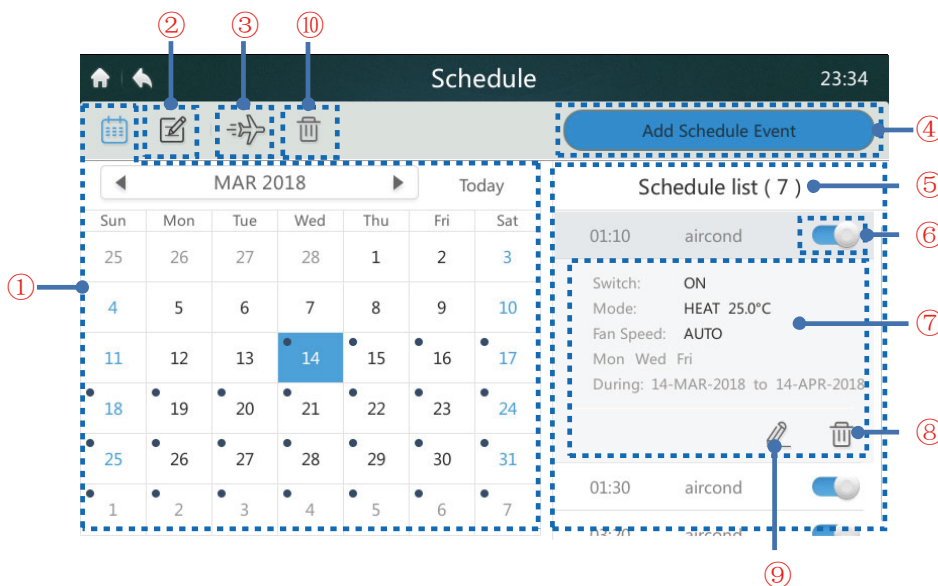 ② ③ ⑩
Schedule 23:34
Add Schedule Event ④
MAR 2018 Today
Schedule list ( 7 ) ⑤
Sun Mon Tue Wed Thu Fri Sat
01:10 aircond ⑥
25 26 27 28 1 2 3
①
Switch: ON
Mode: HEAT 25.0°C
Fan Speed: AUTO
Mon Wed Fri
During: 14-MAR-2018 to 14-APR-2018
⑦
4 5 6 7 8 9 10
11 12 13 14 15 16 17
18 19 20 21 22 23 24
⑧
25 26 27 28 29 30 31
01:30 aircond
1 2 3 4 5 6 7
03:20 aircond
⑨